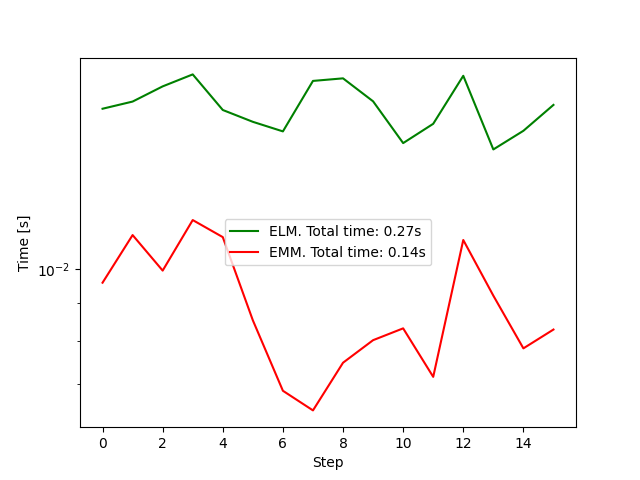 ELM. Total time: 0.27s
EMM. Total time: 0.14s
Time [s]
10⁻²
0 2 4 6 8 10 12 14
Step